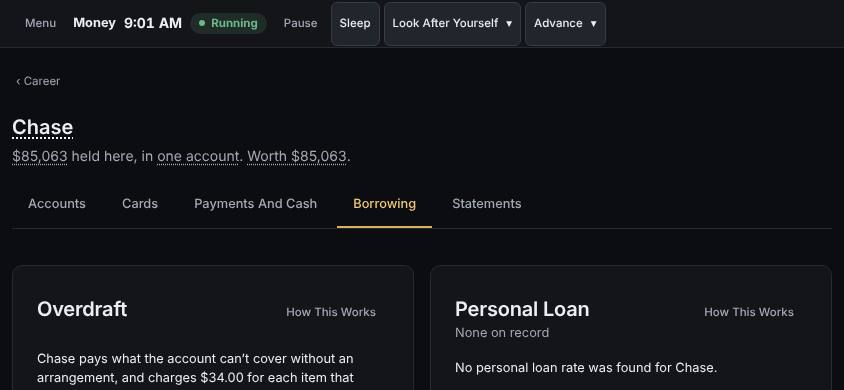 Menu Money 9:01 AM Running Pause Sleep Look After Yourself Advance
Career
Chase
$85,063 held here, in one account. Worth $85,063.
Accounts Cards Payments And Cash Borrowing Statements
Overdraft How This Works
Chase pays what the account can’t cover without an
arrangement, and charges $34.00 for each item that
Personal Loan How This Works
None on record
No personal loan rate was found for Chase.